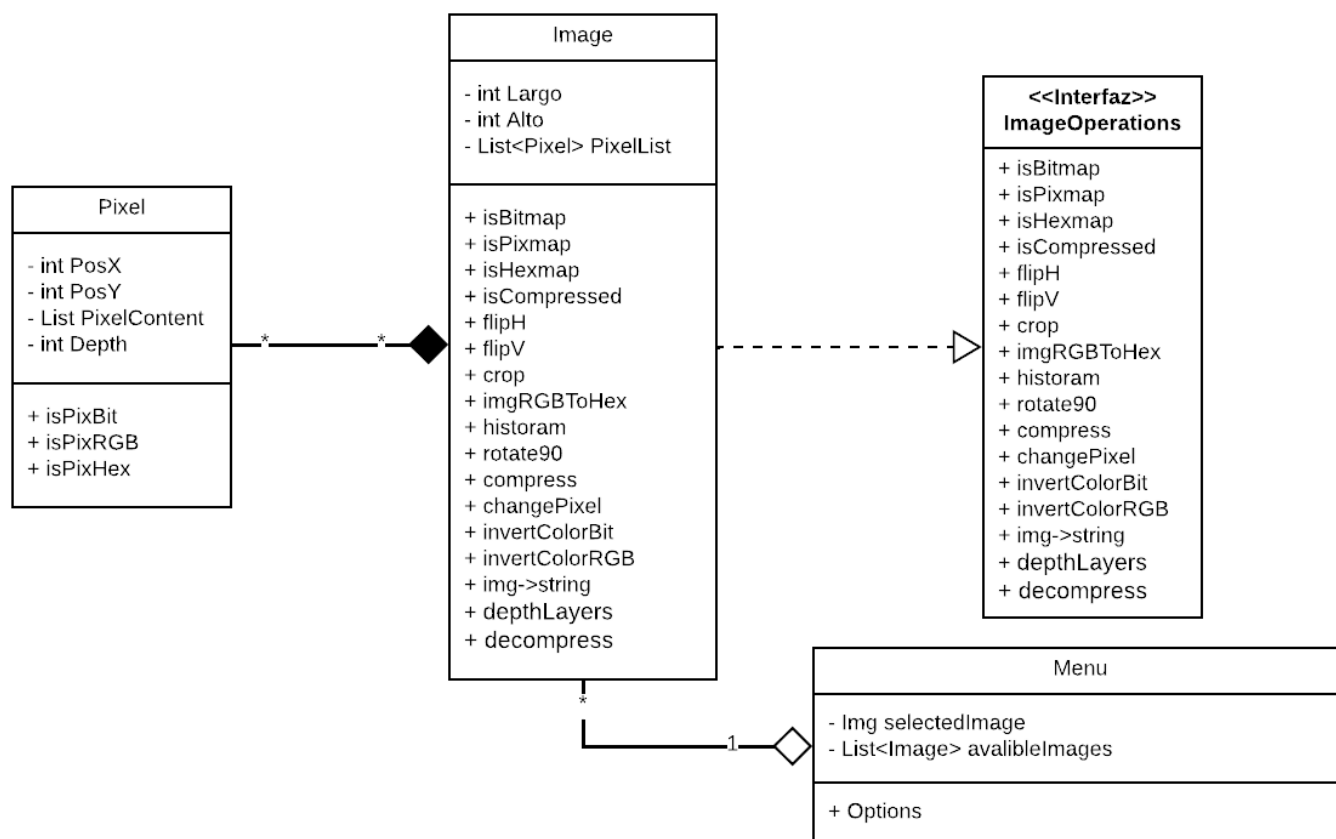 Image
- int Largo
- int Alto
- List<Pixel> PixelList
+ isBitmap
+ isPixmap
+ isHexmap
+ isCompressed
+ flipH
+ flipV
+ crop
+ imgRGBToHex
+ historam
+ rotate90
+ compress
+ changePixel
+ invertColorBit
+ invertColorRGB
+ img->string
+ depthLayers
+ decompress
Pixel
- int PosX
- int PosY
- List PixelContent
- int Depth
+ isPixBit
+ isPixRGB
+ isPixHex
* *
<<Interfaz>>
ImageOperations
+ isBitmap
+ isPixmap
+ isHexmap
+ isCompressed
+ flipH
+ flipV
+ crop
+ imgRGBToHex
+ historam
+ rotate90
+ compress
+ changePixel
+ invertColorBit
+ invertColorRGB
+ img->string
+ depthLayers
+ decompress
*
1
Menu
- Img selectedImage
- List<Image> avalibleImages
+ Options